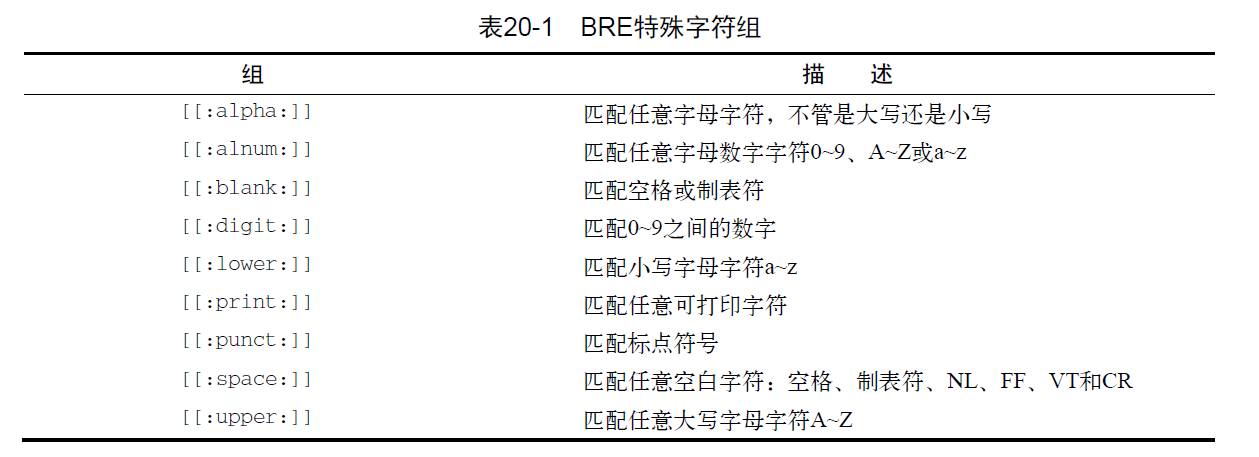 表20-1 BRE特殊字符组
组 描 述
[[:alpha:]] 匹配任意字母字符，不管是大写还是小写
[[:alnum:]] 匹配任意字母数字字符0~9、A~Z或a~z
[[:blank:]] 匹配空格或制表符
[[:digit:]] 匹配0~9之间的数字
[[:lower:]] 匹配小写字母字符a~z
[[:print:]] 匹配任意可打印字符
[[:punct:]] 匹配标点符号
[[:space:]] 匹配任意空白字符：空格、制表符、NL、FF、VT和CR
[[:upper:]] 匹配任意大写字母字符A~Z